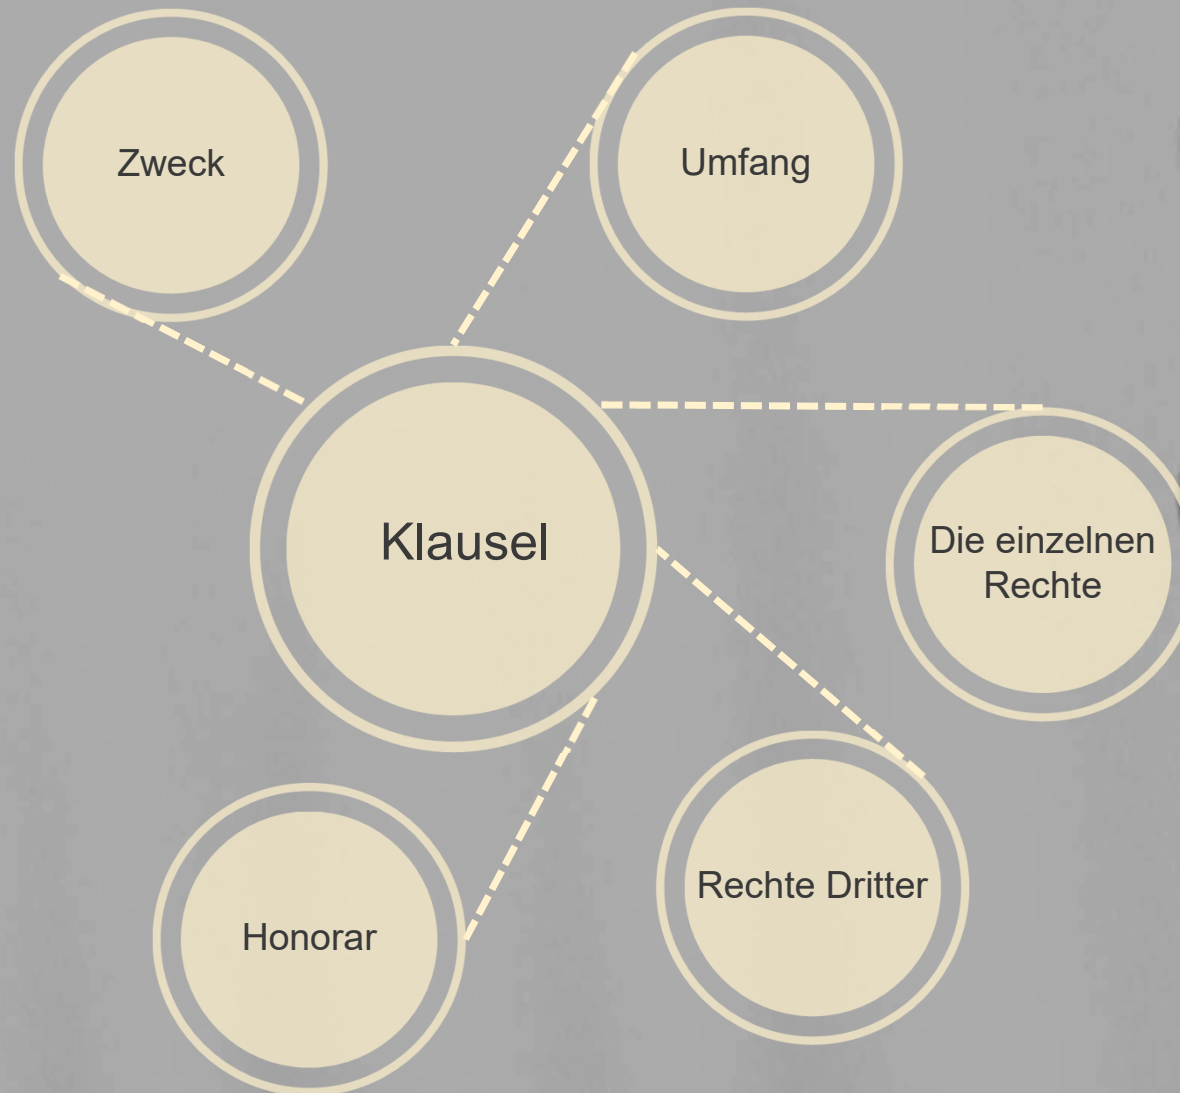 Zweck
Umfang
Klausel
Die einzelnen
Rechte
Rechte Dritter
Honorar